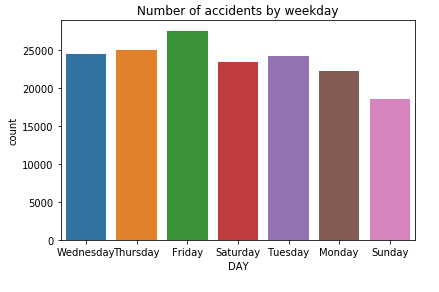 Number of accidents by weekday
count
25000
20000
15000
10000
5000
0
Wednesday Thursday Friday Saturday Tuesday Monday Sunday
DAY